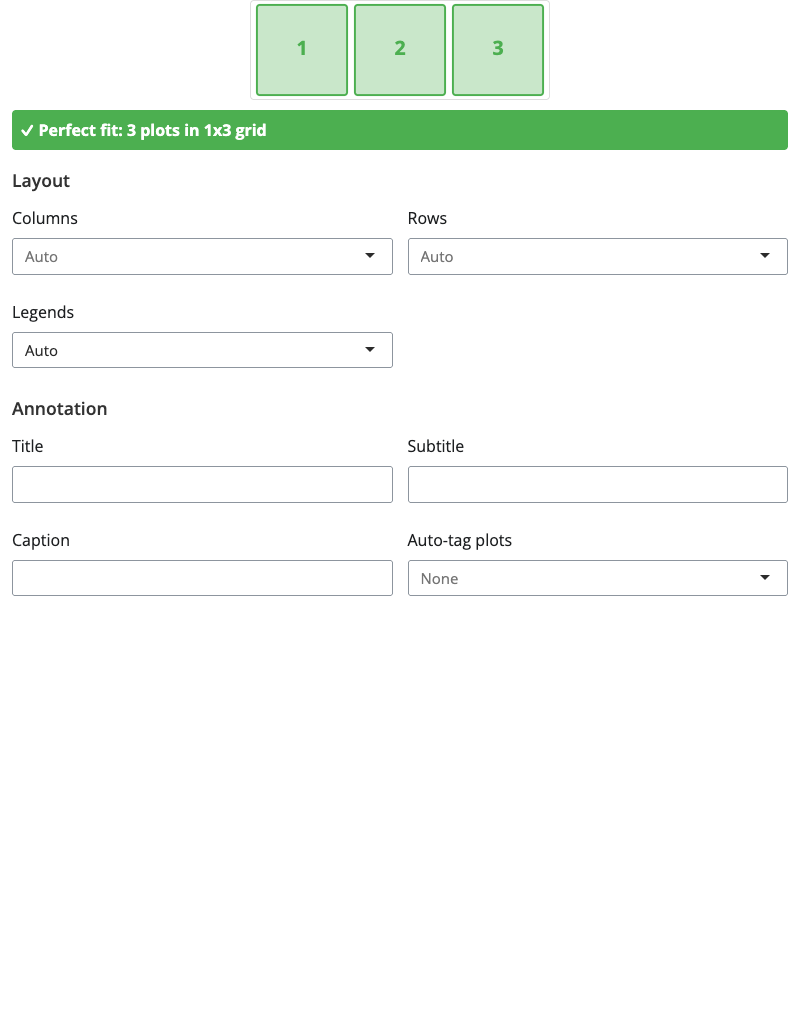 1 2 3
✓ Perfect fit: 3 plots in 1x3 grid
Layout
Columns Rows
Auto Auto
Legends
Auto
Annotation
Title Subtitle
Caption Auto-tag plots
None